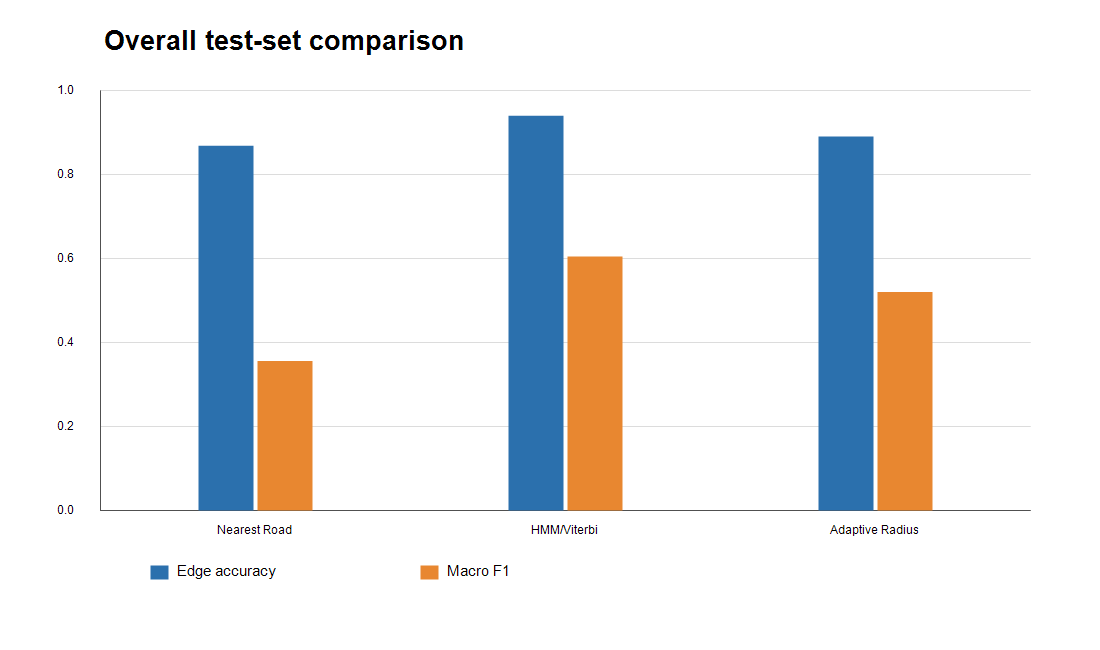 Overall test-set comparison
1.0
0.8
0.6
0.4
0.2
0.0
Nearest Road HMM/Viterbi Adaptive Radius
Edge accuracy Macro F1